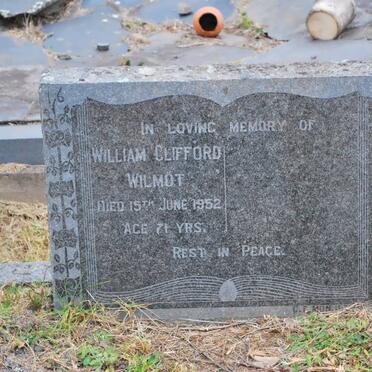 IN LOVING MEMORY OF
WILLIAM CLIFFORD
WILMOT
DIED 15TH JUNE 1952
AGE 71 YRS.
REST IN PEACE.